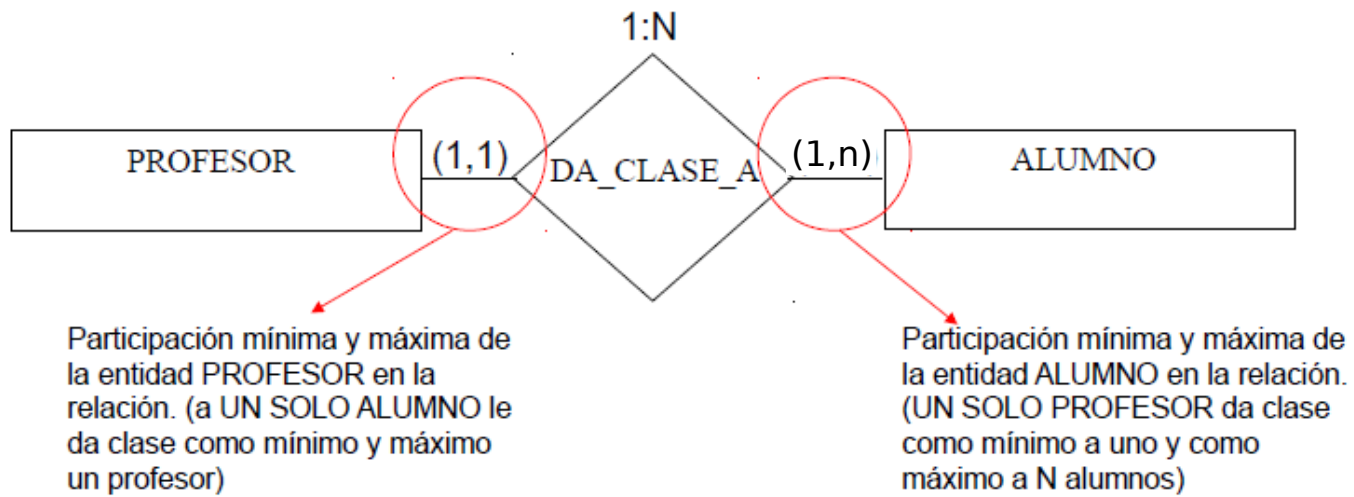 1:N
PROFESOR
(1,1)
DA_CLASE_A
(1,n)
ALUMNO
Participación mínima y máxima de
la entidad PROFESOR en la
relación. (a UN SOLO ALUMNO le
da clase como mínimo y máximo
un profesor)
Participación mínima y máxima de
la entidad ALUMNO en la relación.
(UN SOLO PROFESOR da clase
como mínimo a uno y como
máximo a N alumnos)